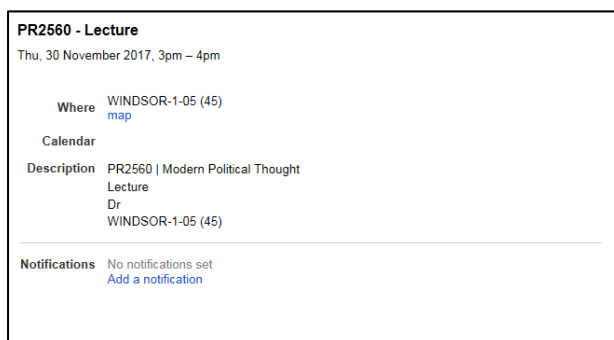 PR2560 - Lecture
Thu, 30 November 2017, 3pm – 4pm
Where WINDSOR-1-05 (45)
map
Calendar
Description PR2560 | Modern Political Thought
Lecture
Dr
WINDSOR-1-05 (45)
Notifications No notifications set
Add a notification